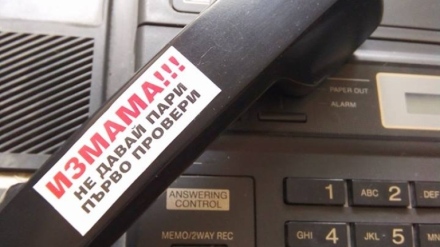 ИЗМАМА!!!
НЕ ДАВАЙ ПАРИ
ПЪРВО ПРОВЕРИ
PAPER OUT
ALARM
ANSWERING
CONTROL
1
ABC 2
DEF
MEMO/2WAY REC
GHI 4
JKL 5
MN